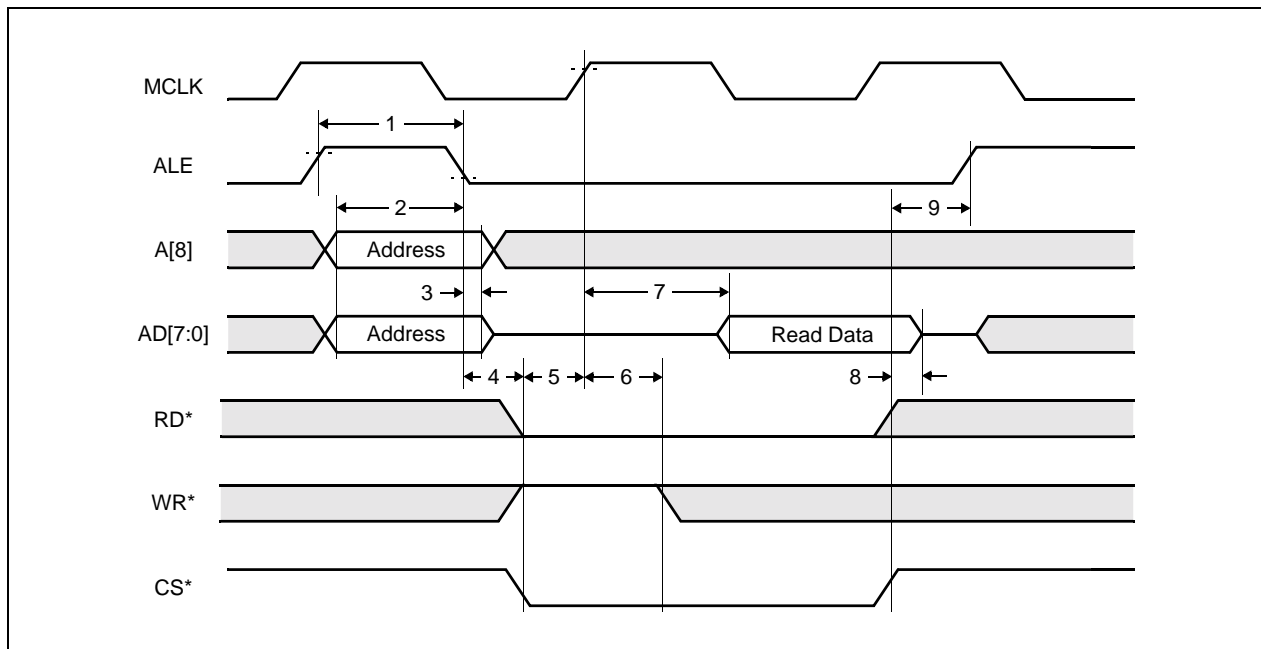 MCLK
1
ALE
2
9
A[8]
Address
3
7
AD[7:0]
Address
Read Data
4
5
6
8
RD*
WR*
CS*